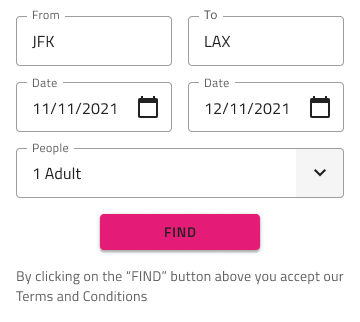 From
To
JFK
LAX
Date
Date
11/11/2021
12/11/2021
People
1 Adult
FIND
By clicking on the “FIND” button above you accept our
Terms and Conditions